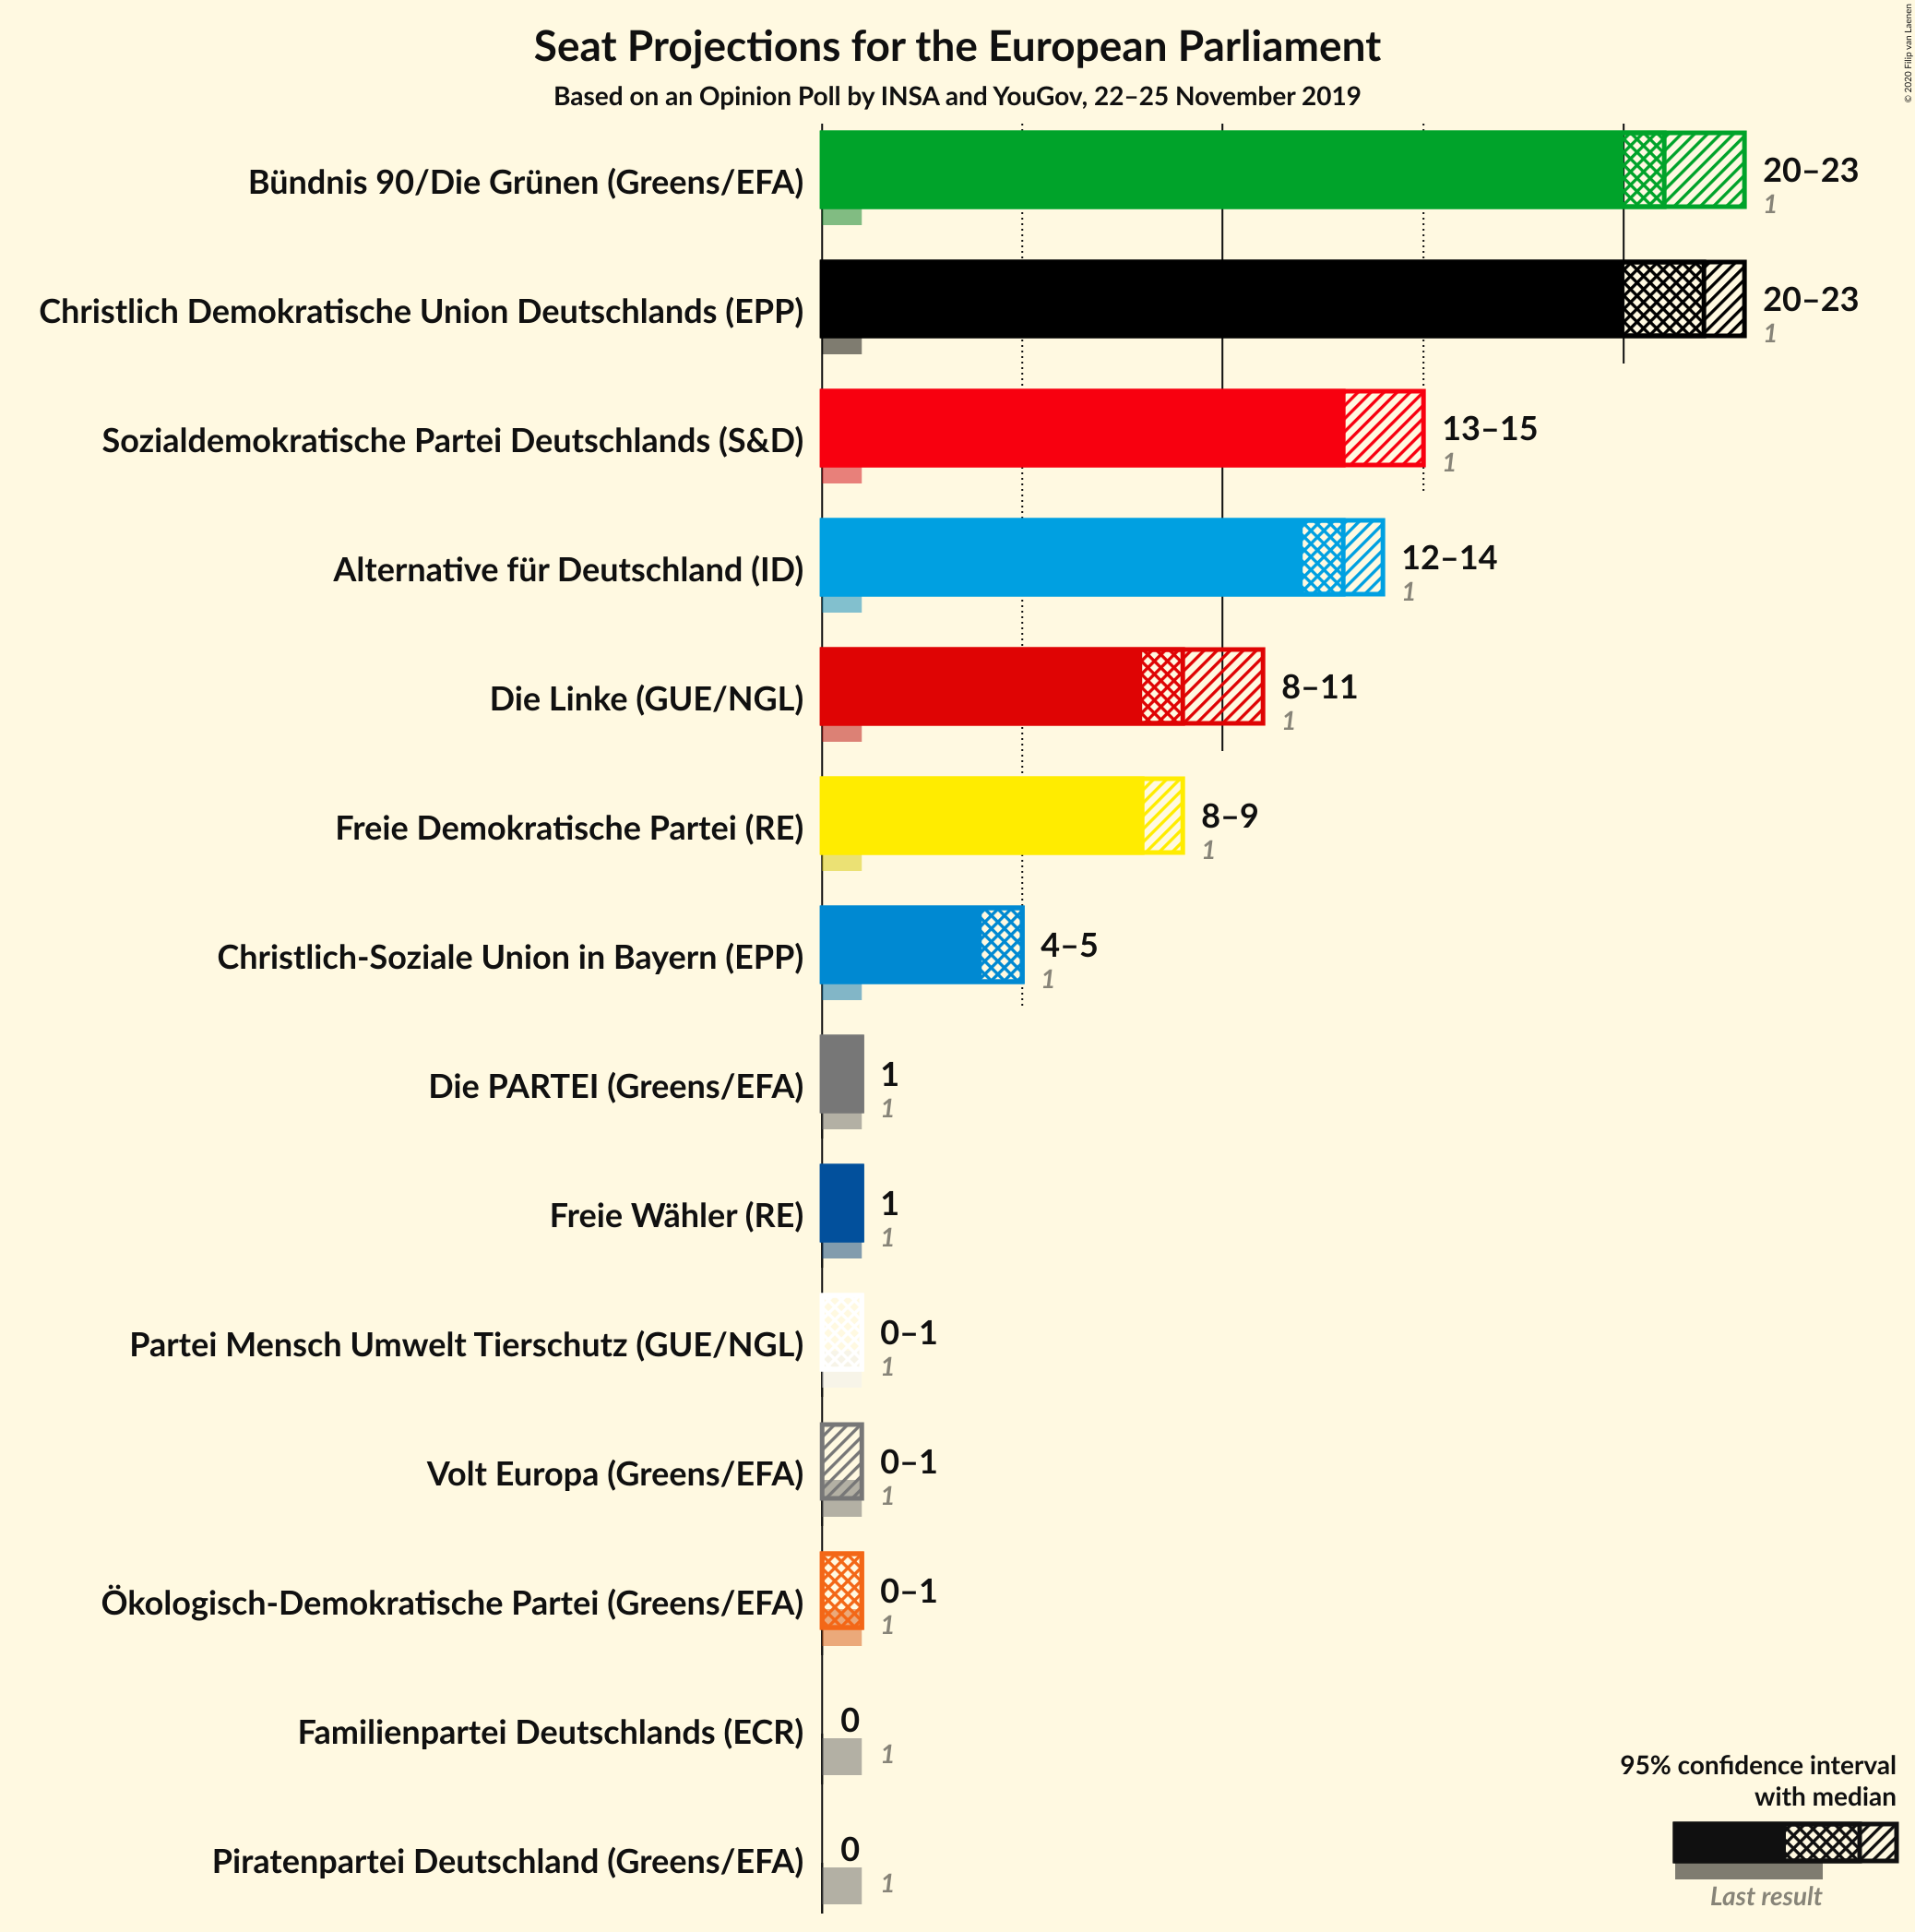 Seat Projections for the European Parliament
Based on an Opinion Poll by INSA and YouGov, 22–25 November 2019
© 2020 Filip van Laenen
Bündnis 90/Die Grünen (Greens/EFA)
20–23
1
Christlich Demokratische Union Deutschlands (EPP)
20–23
1
Sozialdemokratische Partei Deutschlands (S&D)
13–15
1
Alternative für Deutschland (ID)
12–14
1
Die Linke (GUE/NGL)
8–11
1
Freie Demokratische Partei (RE)
8–9
1
Christlich-Soziale Union in Bayern (EPP)
4–5
1
Die PARTEI (Greens/EFA)
1
1
Freie Wähler (RE)
1
1
Partei Mensch Umwelt Tierschutz (GUE/NGL)
0–1
1
Volt Europa (Greens/EFA)
0–1
1
Ökologisch-Demokratische Partei (Greens/EFA)
0–1
1
Familienpartei Deutschlands (ECR)
0
1
Piratenpartei Deutschland (Greens/EFA)
0
1
95% confidence interval
with median
Last result